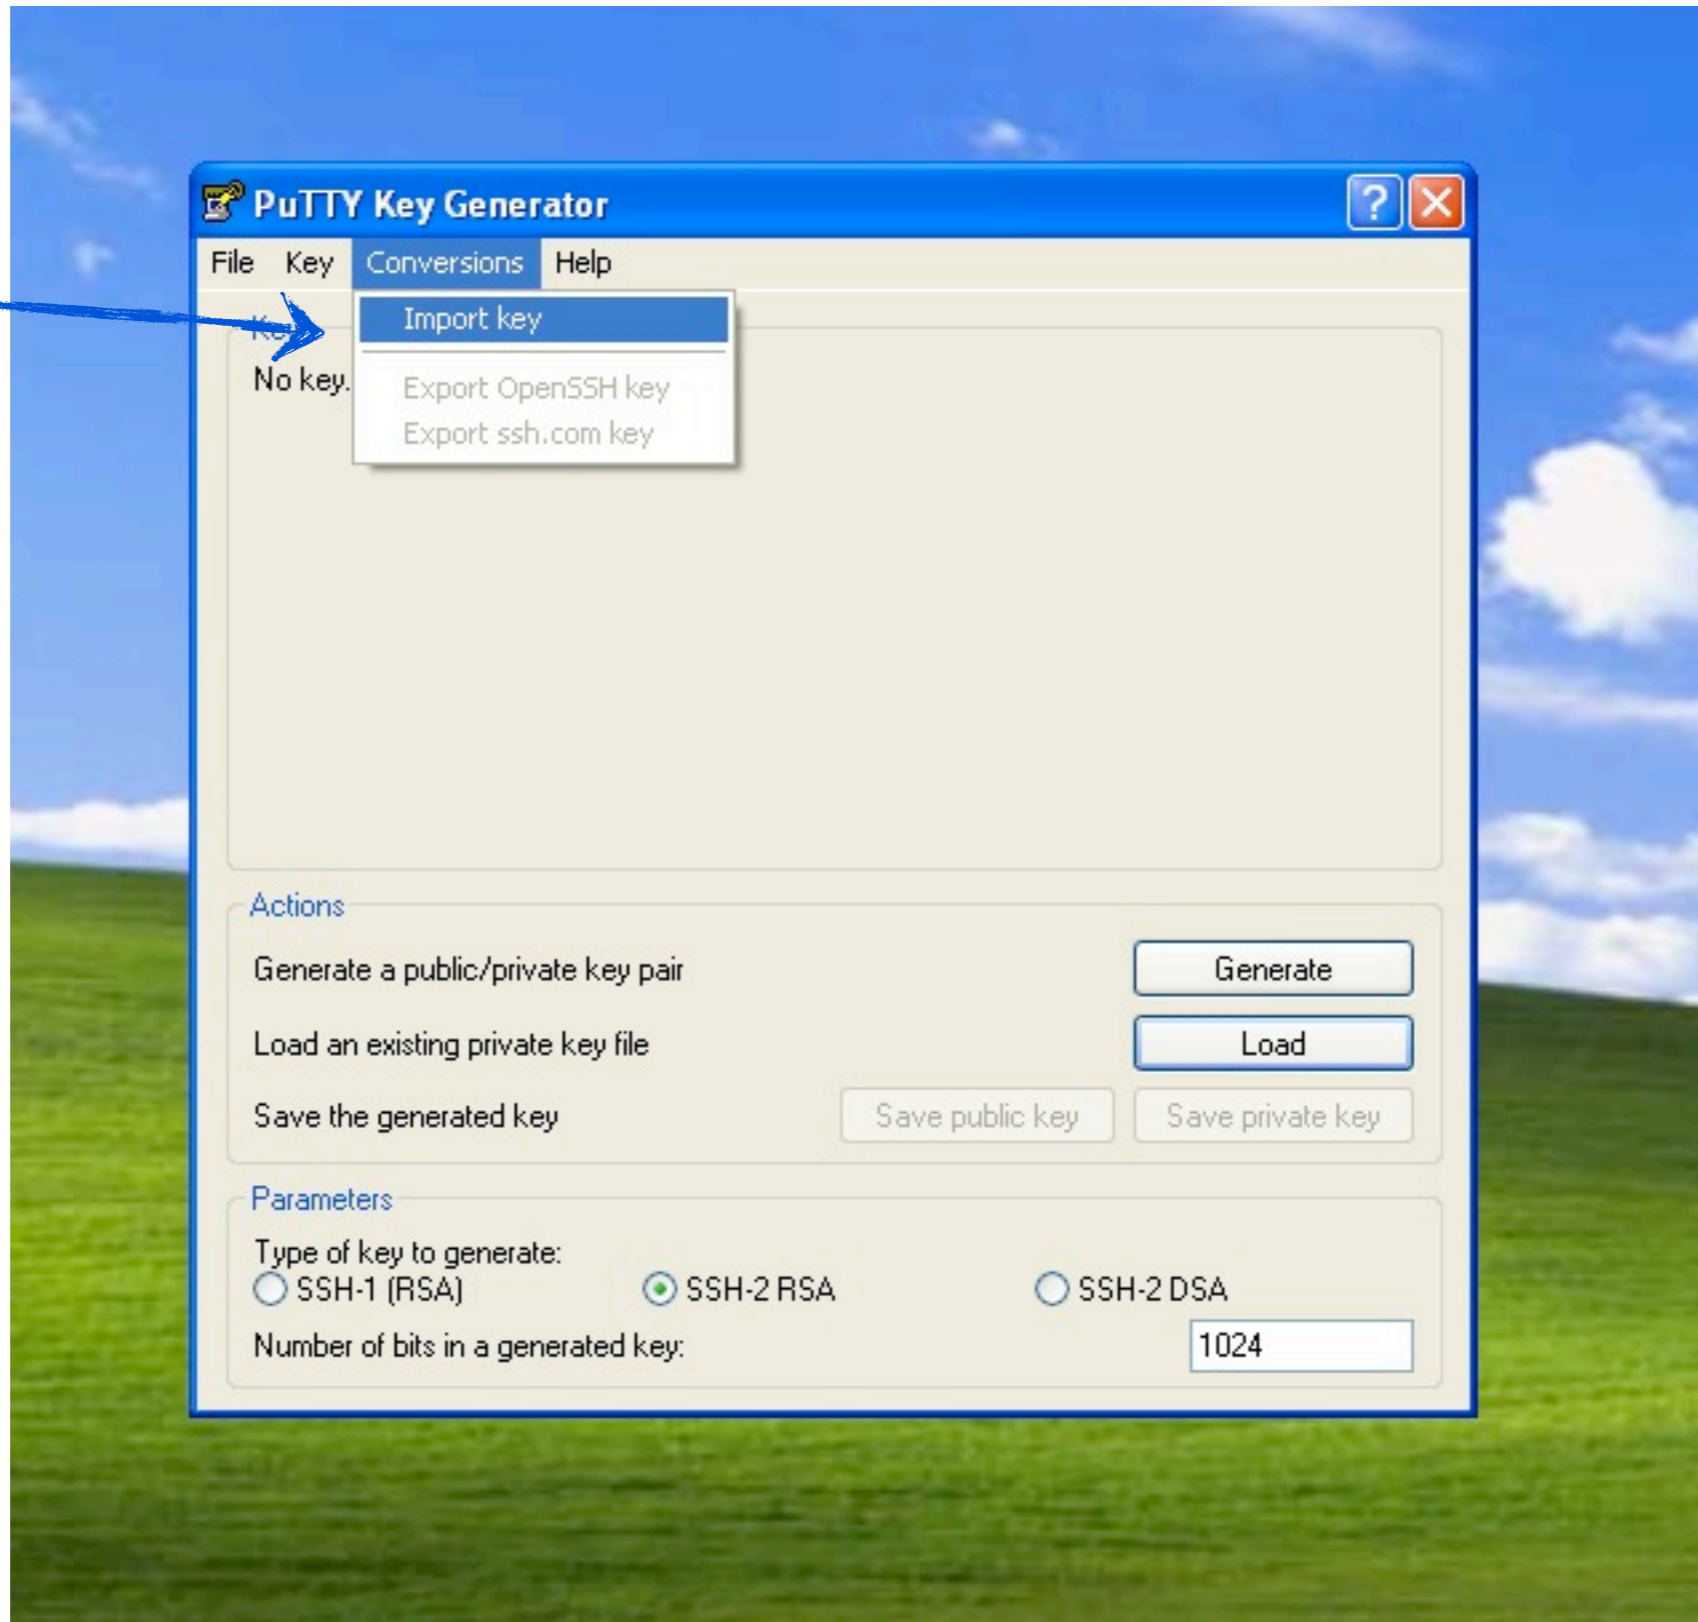 PuTTY Key Generator
File Key Conversions Help
Import key
No key.
Export OpenSSH key
Export ssh.com key
Actions
Generate a public/private key pair Generate
Load an existing private key file Load
Save the generated key Save public key Save private key
Parameters
Type of key to generate:
SSH-1 (RSA) SSH-2 RSA SSH-2 DSA
Number of bits in a generated key: 1024